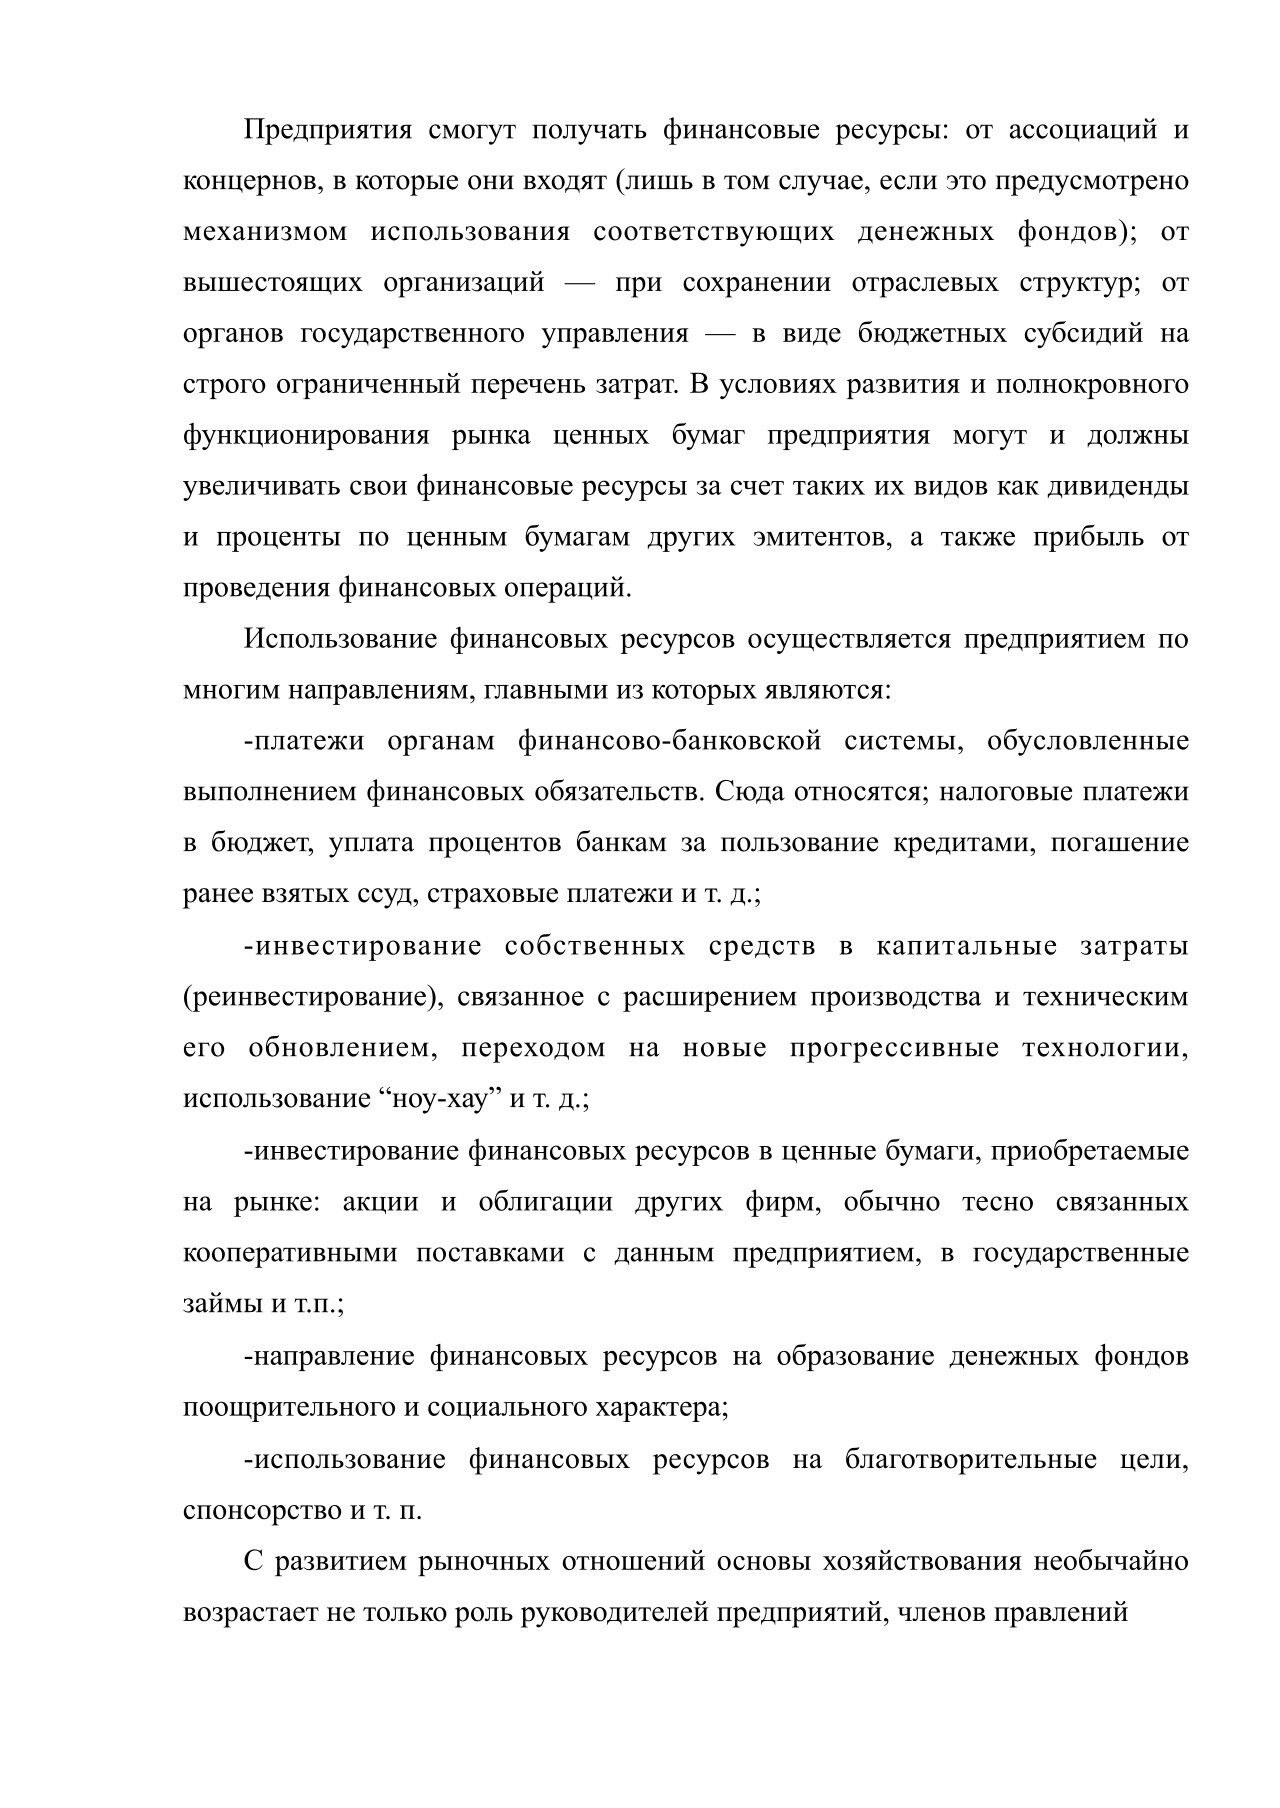 Предприятия смогут получать финансовые ресурсы: от ассоциаций и
концернов, в которые они входят (лишь в том случае, если это предусмотрено
механизмом использования соответствующих денежных фондов); от
вышестоящих организаций — при сохранении отраслевых структур; от
органов государственного управления — в виде бюджетных субсидий на
строго ограниченный перечень затрат. В условиях развития и полнокровного
функционирования рынка ценных бумаг предприятия могут и должны
увеличивать свои финансовые ресурсы за счет таких их видов как дивиденды
и проценты по ценным бумагам других эмитентов, а также прибыль от
проведения финансовых операций.
Использование финансовых ресурсов осуществляется предприятием по
многим направлениям, главными из которых являются:
-платежи органам финансово-банковской системы, обусловленные
выполнением финансовых обязательств. Сюда относятся; налоговые платежи
в бюджет, уплата процентов банкам за пользование кредитами, погашение
ранее взятых ссуд, страховые платежи и т. д.;
-инвестирование собственных средств в капитальные затраты
(реинвестирование), связанное с расширением производства и техническим
его обновлением, переходом на новые прогрессивные технологии,
использование “ноу-хау” и т. д.;
-инвестирование финансовых ресурсов в ценные бумаги, приобретаемые
на рынке: акции и облигации других фирм, обычно тесно связанных
кооперативными поставками с данным предприятием, в государственные
займы и т.п.;
-направление финансовых ресурсов на образование денежных фондов
поощрительного и социального характера;
-использование финансовых ресурсов на благотворительные цели,
спонсорство и т. п.
С развитием рыночных отношений основы хозяйствования необычайно
возрастает не только роль руководителей предприятий, членов правлений